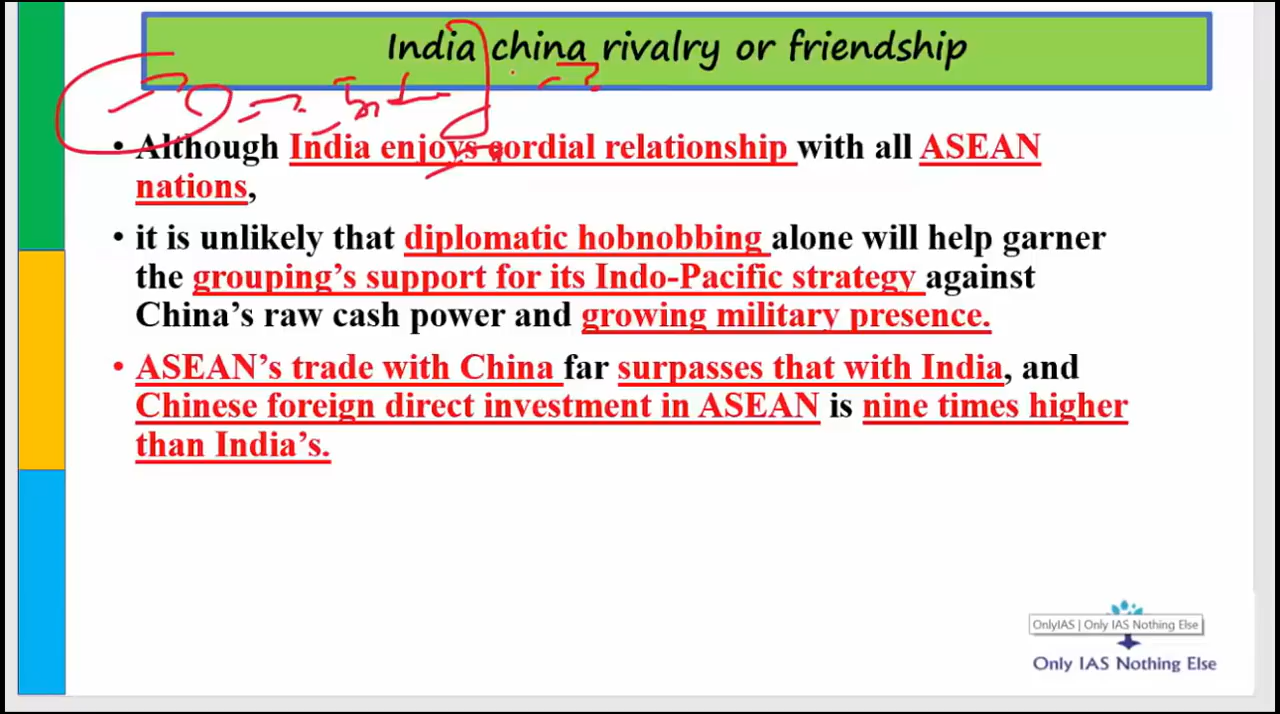 India china rivalry or friendship
• Although India enjoys cordial relationship with all ASEAN
nations,
• it is unlikely that diplomatic hobnobbing alone will help garner
the grouping's support for its Indo-Pacific strategy against
China's raw cash power and growing military presence.
• ASEAN's trade with China far surpasses that with India, and
Chinese foreign direct investment in ASEAN is nine times higher
than India's.
OnlyIAS | Only IAS Nothing Else
Only IAS Nothing Else